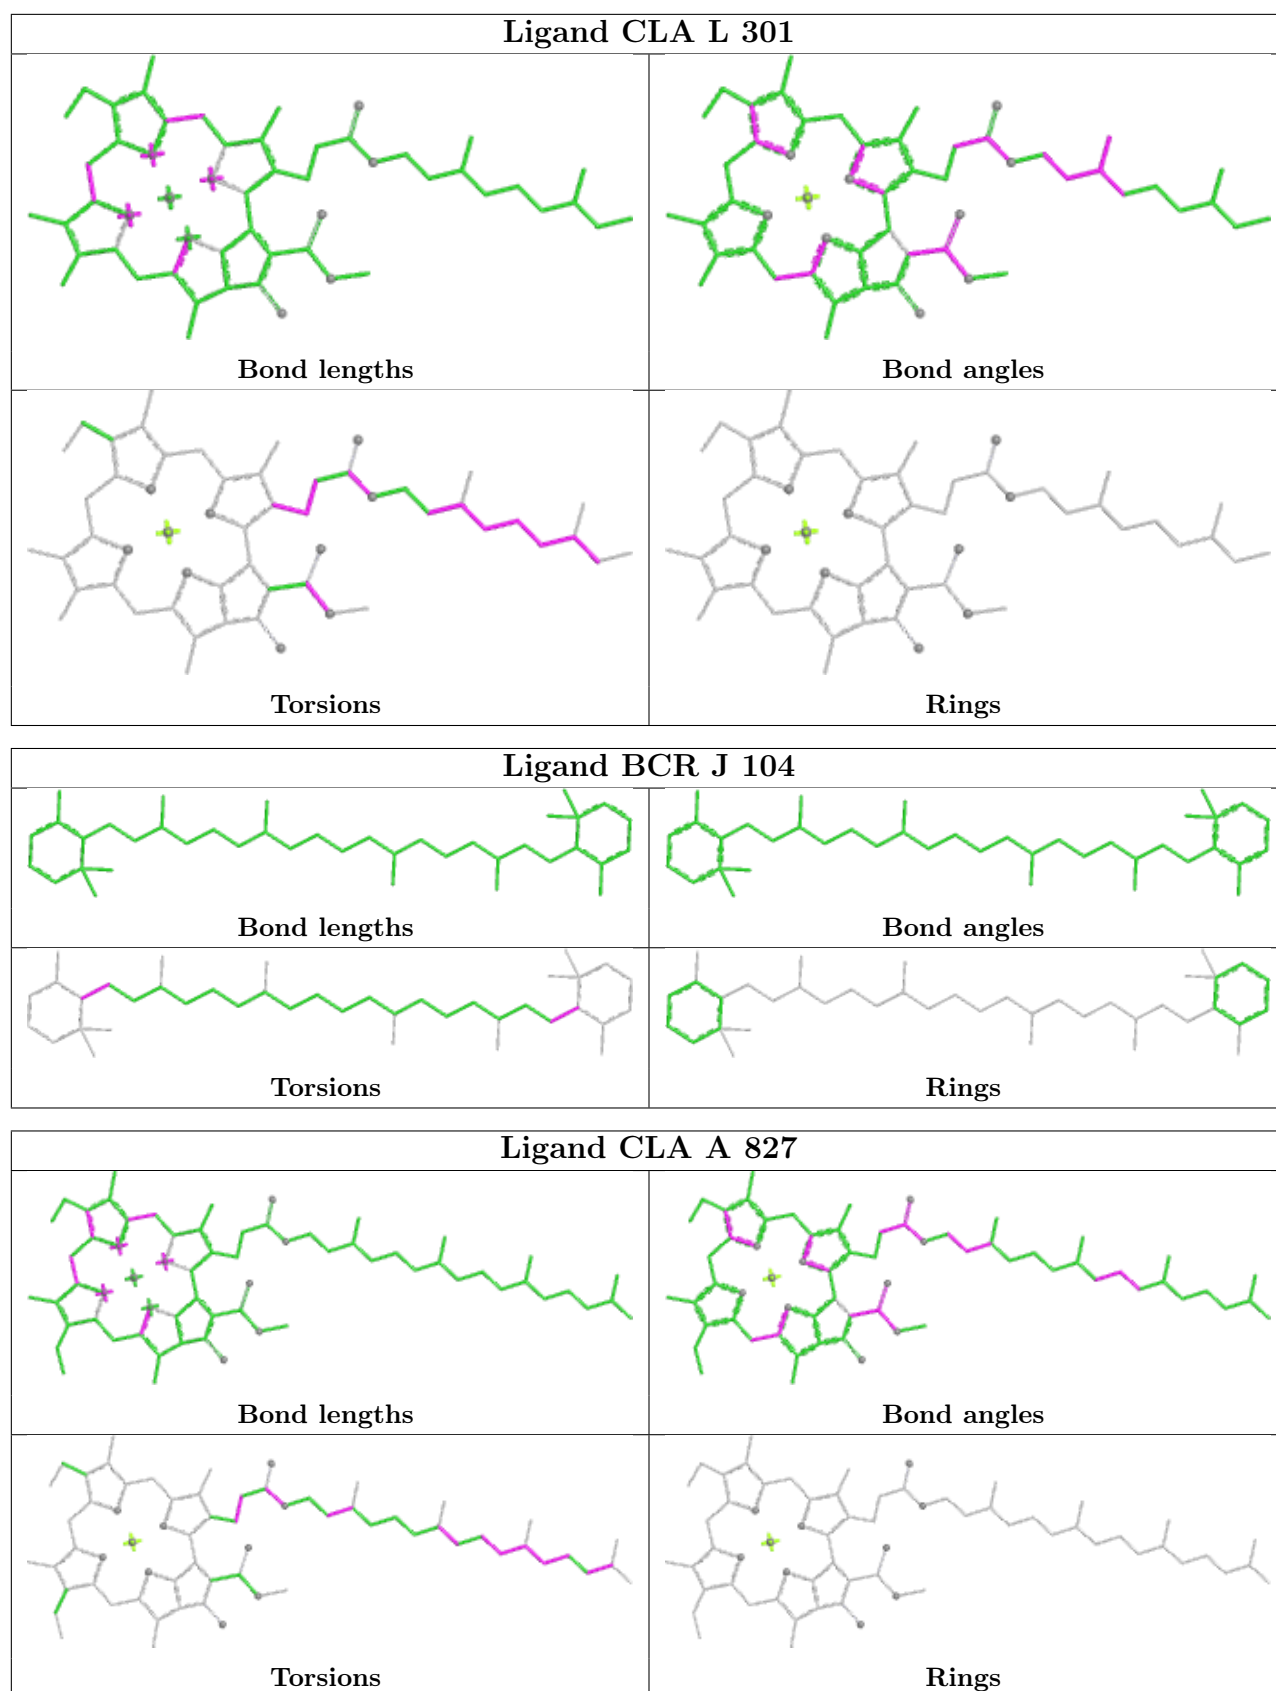 Ligand CLA L 301
Bond lengths
Bond angles
Torsions
Rings
Ligand BCR J 104
Bond lengths
Bond angles
Torsions
Rings
Ligand CLA A 827
Bond lengths
Bond angles
Torsions
Rings